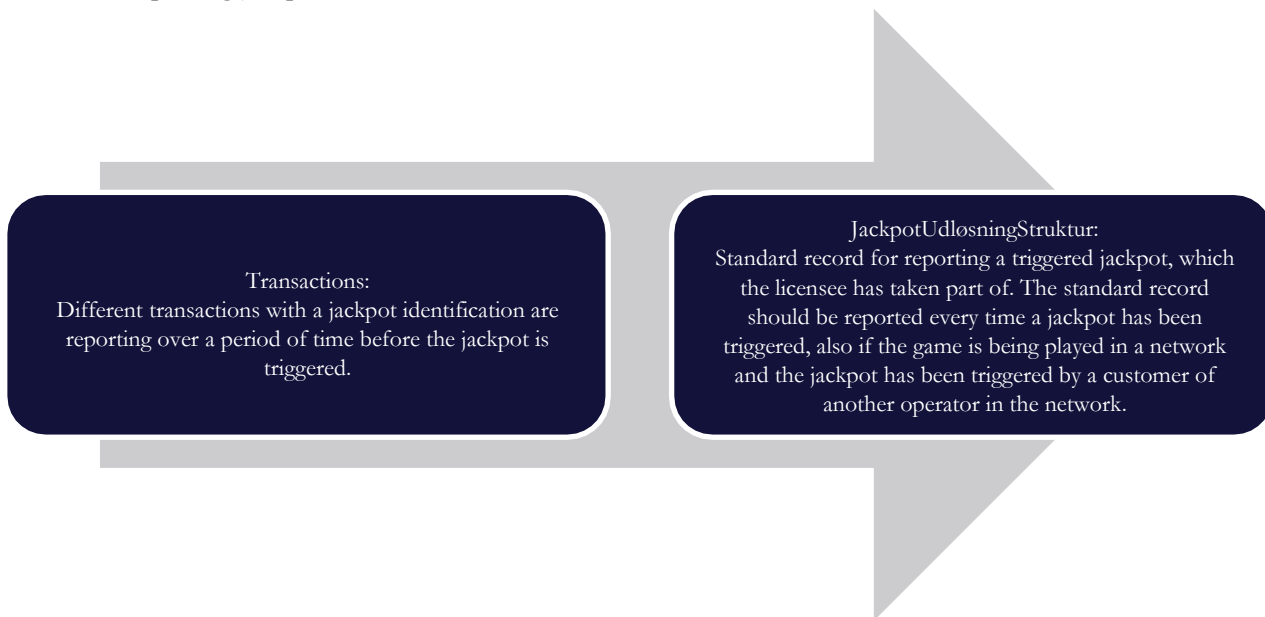 Transactions:
Different transactions with a jackpot identification are
reporting over a period of time before the jackpot is
triggered.
JackpotUdløsningStruktur:
Standard record for reporting a triggered jackpot, which
the licensee has taken part of. The standard record
should be reported every time a jackpot has been
triggered, also if the game is being played in a network
and the jackpot has been triggered by a customer of
another operator in the network.